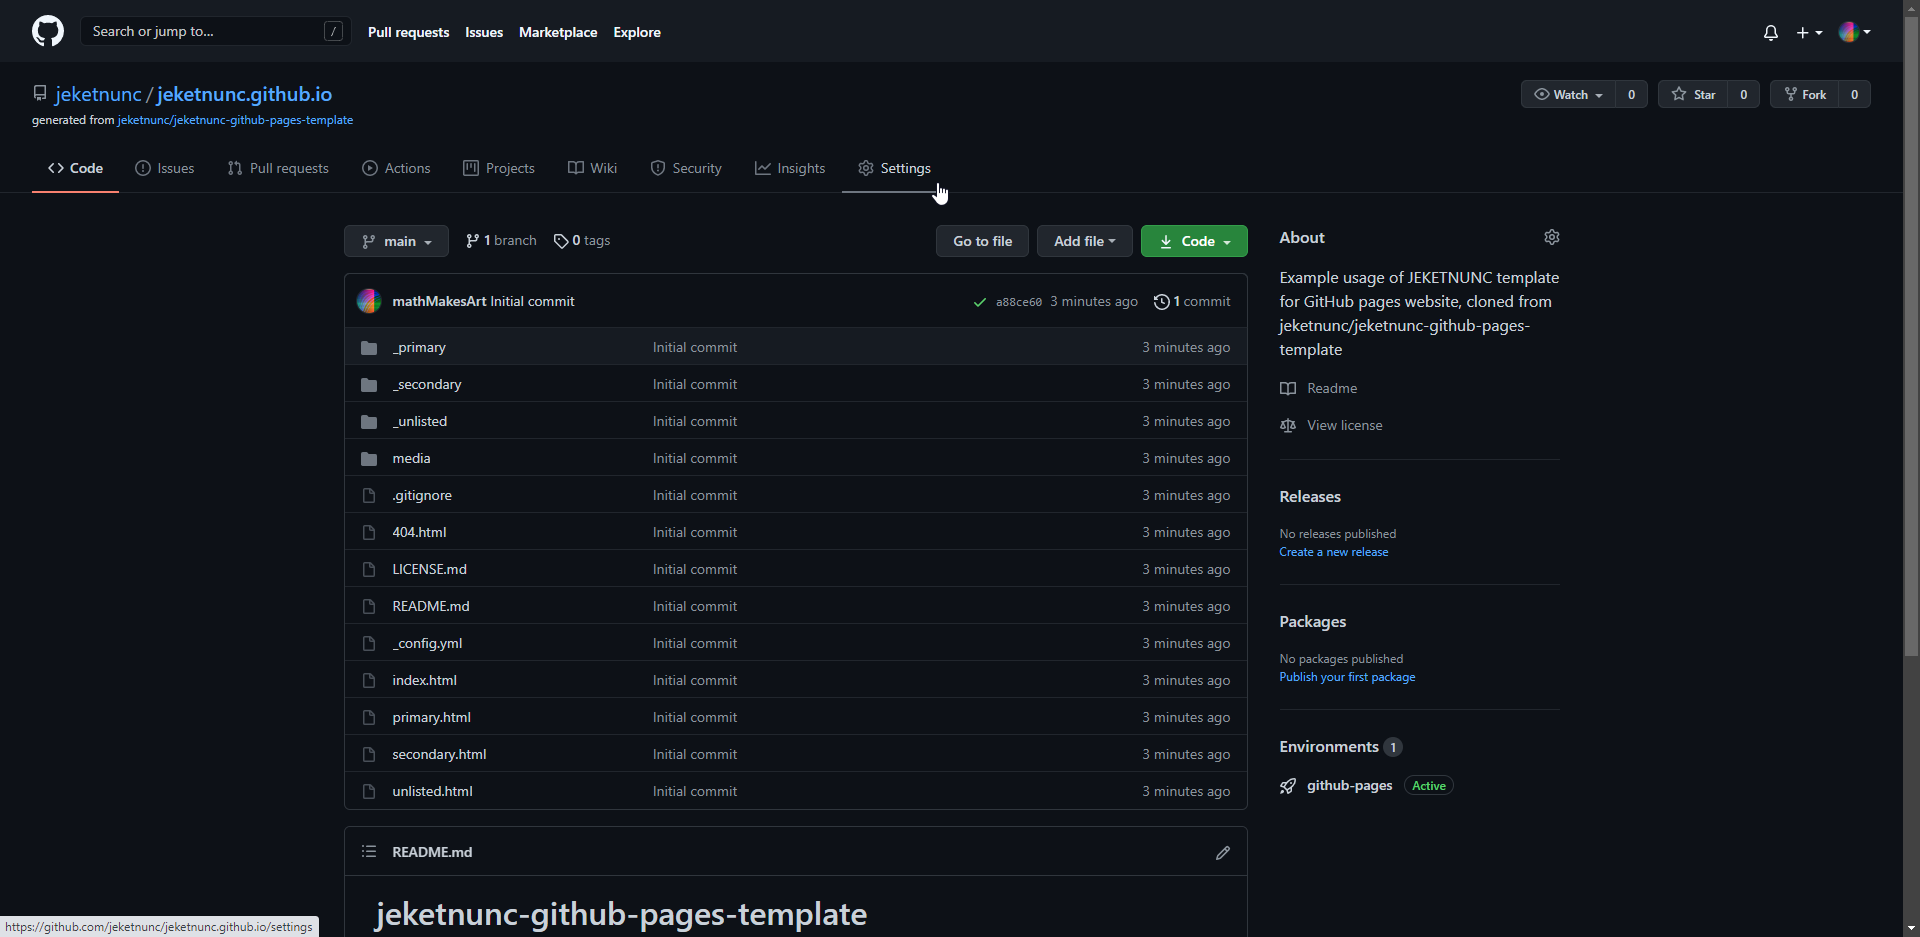 Search or jump to... /
Pull requests Issues Marketplace Explore
jeketnunc / jeketnunc.github.io
Watch 0 Star 0 Fork 0
generated from jeketnunc/jeketnunc-github-pages-template
Code Issues Pull requests Actions Projects Wiki Security Insights Settings
main 1 branch 0 tags Go to file Add file Code
mathMakesArt Initial commit a88ce60 3 minutes ago 1 commit
_primary Initial commit 3 minutes ago
_secondary Initial commit 3 minutes ago
_unlisted Initial commit 3 minutes ago
media Initial commit 3 minutes ago
.gitignore Initial commit 3 minutes ago
404.html Initial commit 3 minutes ago
LICENSE.md Initial commit 3 minutes ago
README.md Initial commit 3 minutes ago
_config.yml Initial commit 3 minutes ago
index.html Initial commit 3 minutes ago
primary.html Initial commit 3 minutes ago
secondary.html Initial commit 3 minutes ago
unlisted.html Initial commit 3 minutes ago
README.md
jeketnunc-github-pages-template
About
Example usage of JEKETNUNC template
for GitHub pages website, cloned from
jeketnunc/jeketnunc-github-pages-
template
Readme
View license
Releases
No releases published
Create a new release
Packages
No packages published
Publish your first package
Environments 1
github-pages Active
https://github.com/jeketnunc/jeketnunc.github.io/settings